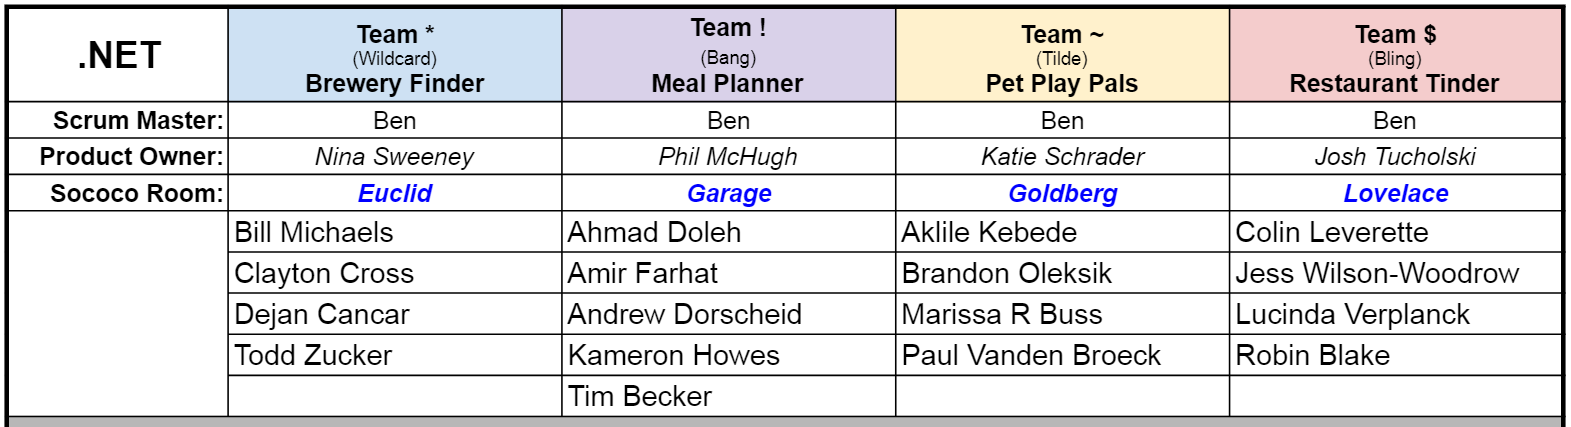 .NET
Team *
(Wildcard)
Brewery Finder
Team !
(Bang)
Meal Planner
Team ~
(Tilde)
Pet Play Pals
Team $
(Bling)
Restaurant Tinder
Scrum Master: Ben Ben Ben Ben
Product Owner: Nina Sweeney Phil McHugh Katie Schrader Josh Tucholski
Sococo Room: Euclid Garage Goldberg Lovelace
Bill Michaels Ahmad Doleh Aklile Kebede Colin Leverette
Clayton Cross Amir Farhat Brandon Oleksik Jess Wilson-Woodrow
Dejan Cancar Andrew Dorscheid Marissa R Buss Lucinda Verplanck
Todd Zucker Kameron Howes Paul Vanden Broeck Robin Blake
Tim Becker